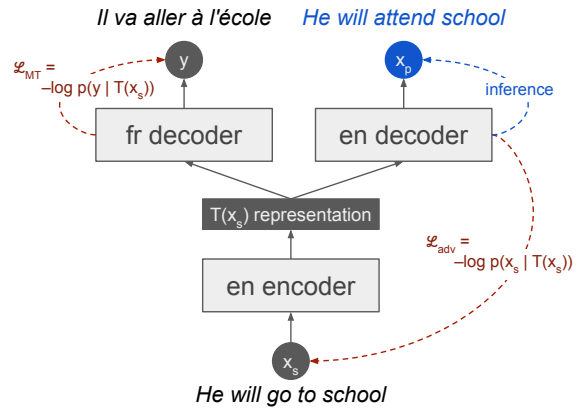 Il va aller à l'école
He will attend school
ℒMT =
–log p(y | T(xs))
y
xp
inference
fr decoder
en decoder
T(xs) representation
ℒadv =
–log p(xs | T(xs))
en encoder
xs
He will go to school